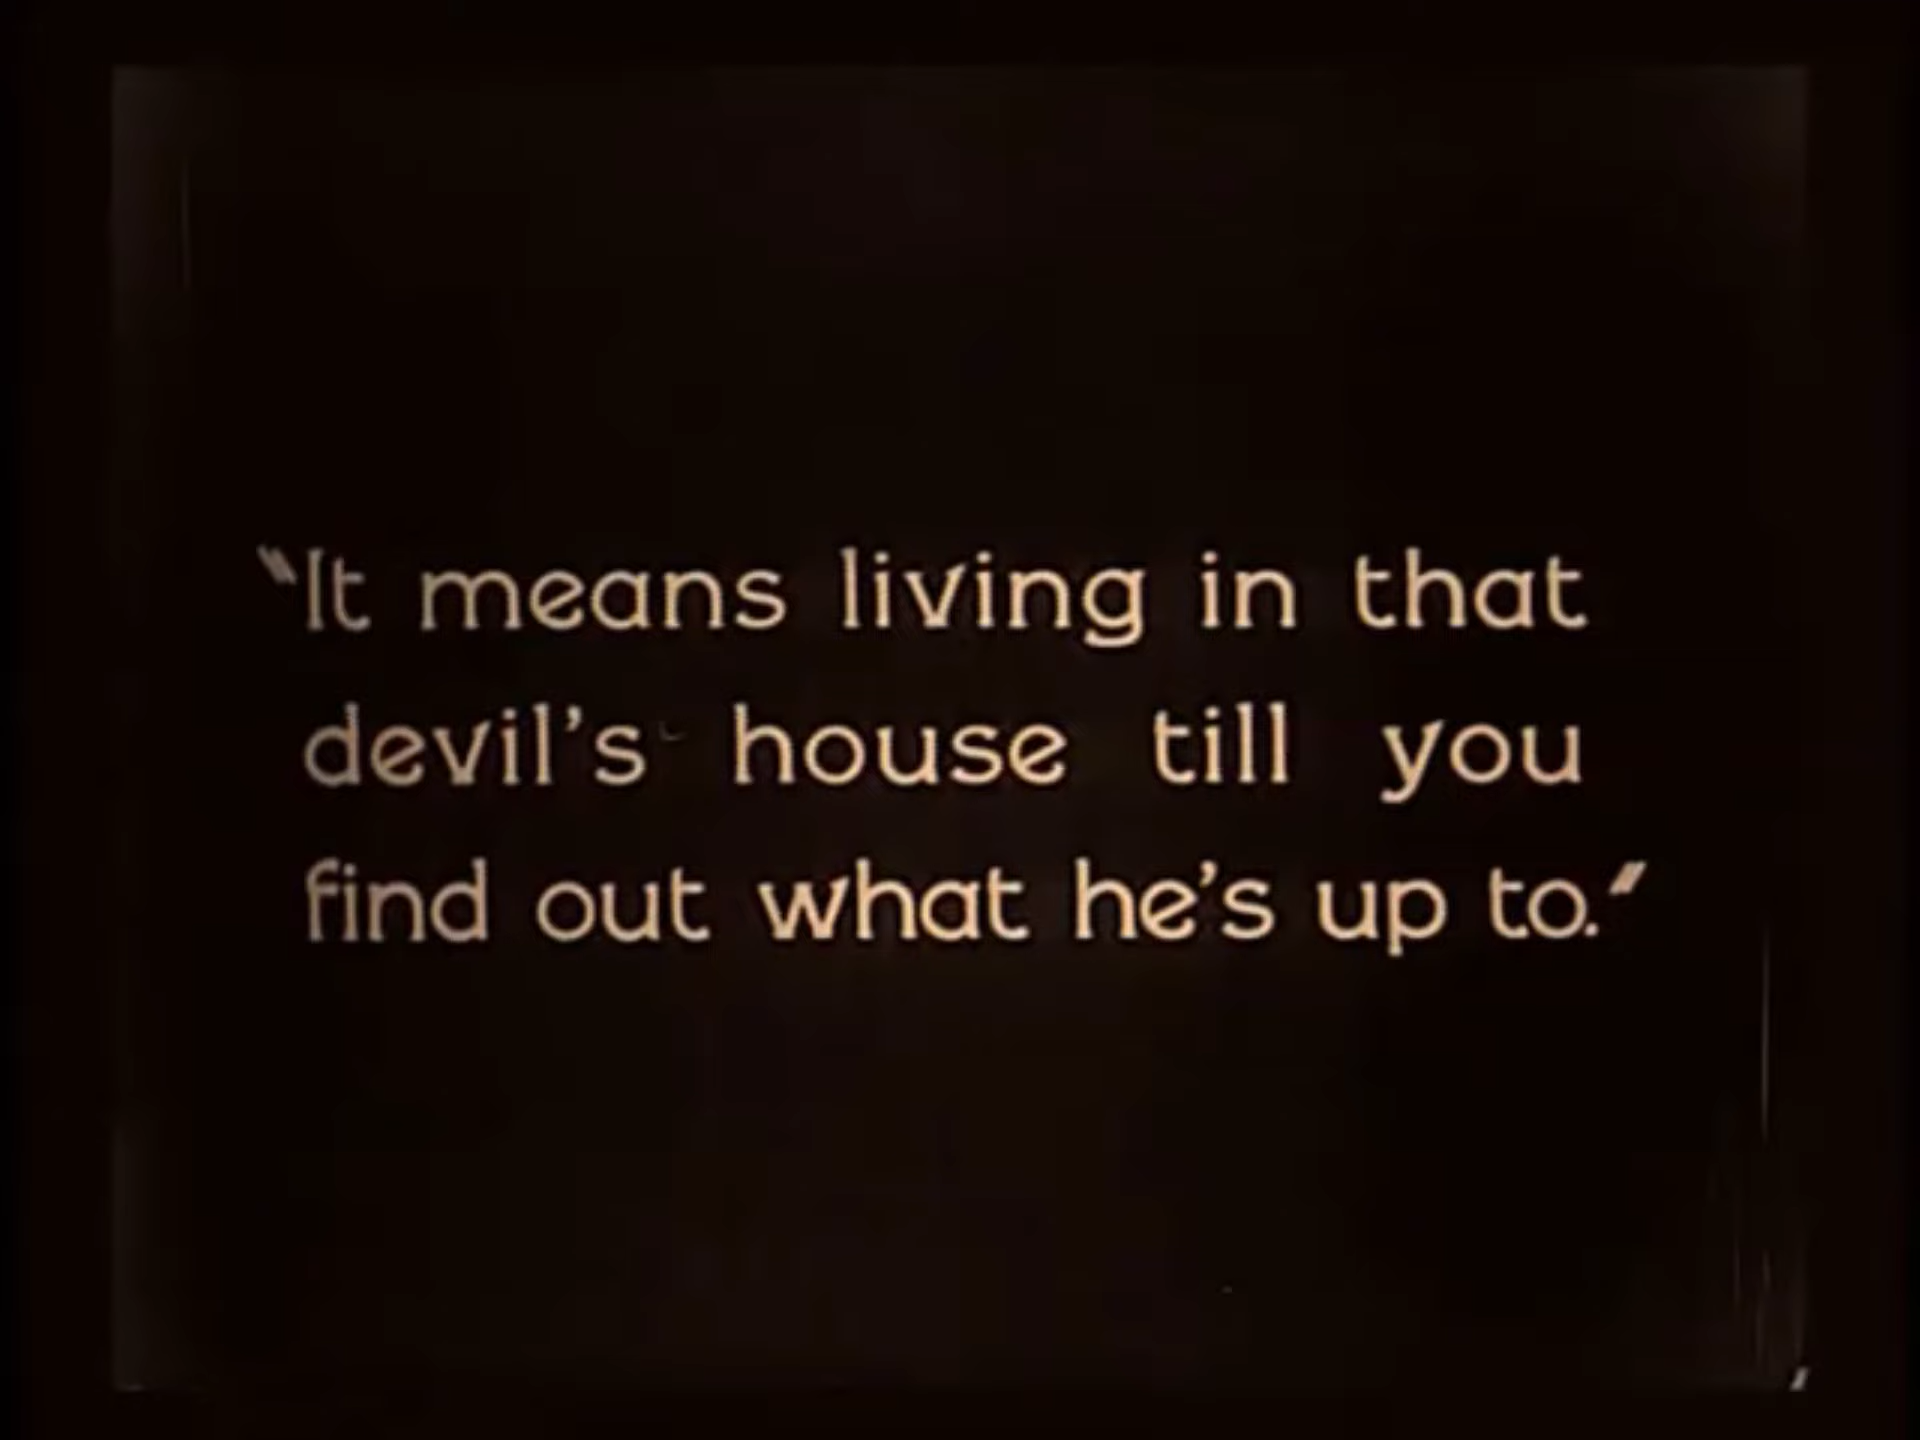 "It means living in that
devil's house till you
find out what he's up to."